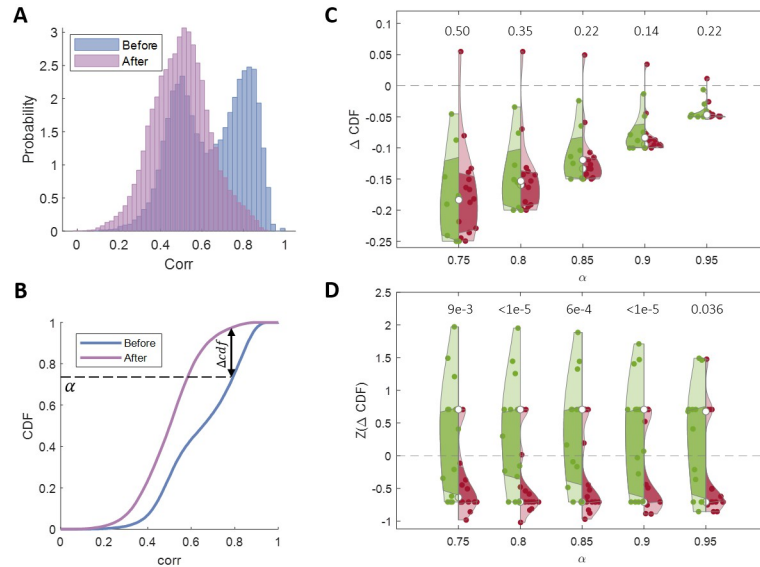 A
Before
After
3
2.5
2
1.5
1
0.5
0
Probability
0
0.2
0.4
0.6
0.8
1
Corr
B
Before
After
1
0.8
0.6
0.4
0.2
0
CDF
α
Δcdf
0
0.2
0.4
0.6
0.8
1
corr
C
0.50
0.35
0.22
0.14
0.22
0.1
0.05
0
-0.05
-0.1
-0.15
-0.2
-0.25
Δ CDF
0.75
0.8
0.85
0.9
0.95
α
D
9e-3
<1e-5
6e-4
<1e-5
0.036
2.5
2
1.5
1
0.5
0
-0.5
-1
Z(Δ CDF)
0.75
0.8
0.85
0.9
0.95
α